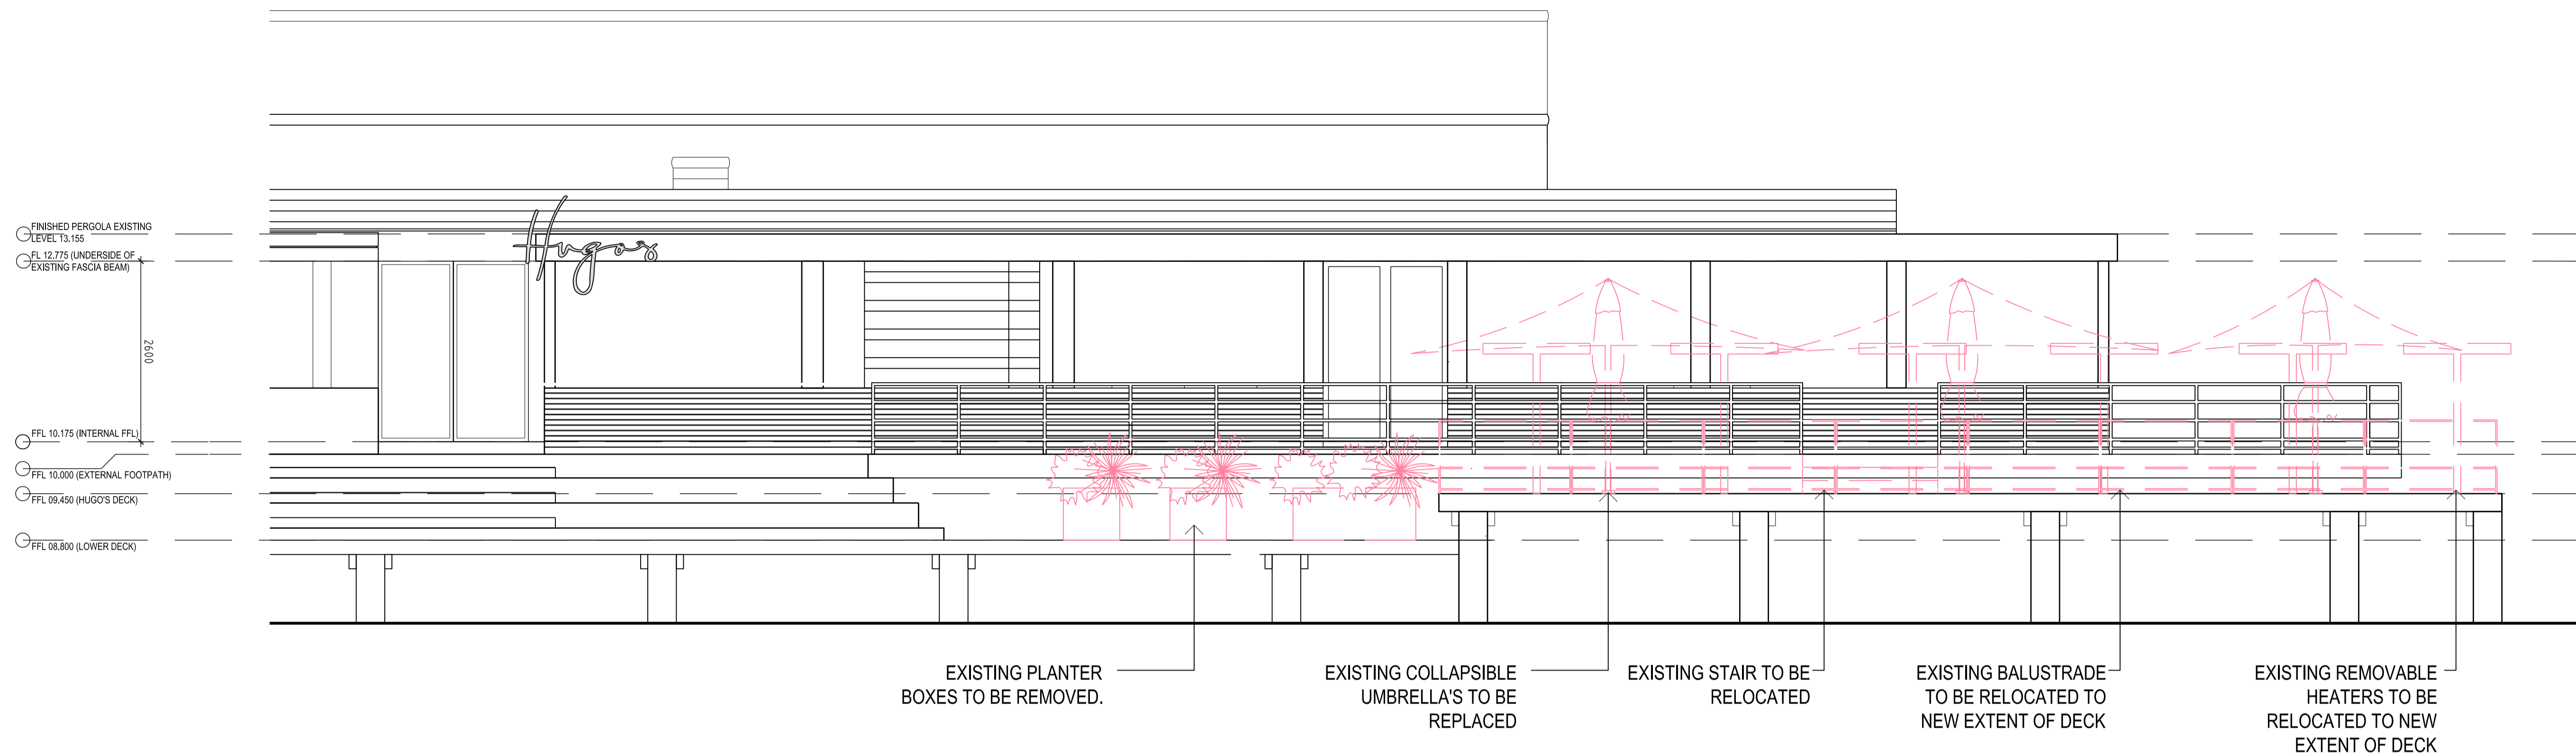 Hugos
FINISHED PERGOLA EXISTING
LEVEL 13.155
FL 12.775 (UNDERSIDE OF
EXISTING FASCIA BEAM)
2600
FFL 10.175 (INTERNAL FFL)
FFL 10.000 (EXTERNAL FOOTPATH)
FFL 09.450 (HUGO'S DECK)
FFL 08.800 (LOWER DECK)
EXISTING PLANTER
BOXES TO BE REMOVED.
EXISTING COLLAPSIBLE
UMBRELLA'S TO BE
REPLACED
EXISTING STAIR TO BE
RELOCATED
EXISTING BALUSTRADE
TO BE RELOCATED TO
NEW EXTENT OF DECK
EXISTING REMOVABLE
HEATERS TO BE
RELOCATED TO NEW
EXTENT OF DECK